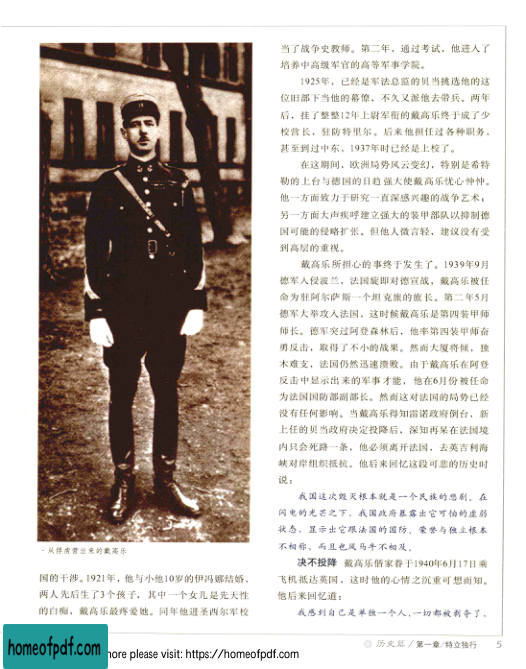 · 从俘虏营出来的戴高乐
国的干涉。1921年，他与小他10岁的伊冯娜结婚，
两人先后生了3个孩子，其中一个女儿是先天性
的白痴，戴高乐最疼爱她。同年他进圣西尔军校
当了战争史教师。第二年，通过考试，他进入了
培养中高级军官的高等军事学院。
1925年，已经是军法总监的贝当挑选他的这
位旧部下当他的幕僚，不久又派他去带兵。两年
后，挂了整整12年上尉军衔的戴高乐终于成了少
校营长，驻防特里尔。后来他担任过各种职务，
甚至到过中东，1937年时已经是上校了。
在这期间，欧洲局势风云变幻，特别是希特
勒的上台与德国的日趋强大使戴高乐忧心忡忡。
他一方面致力于研究一直深感兴趣的战争艺术；
另一方面大声疾呼建立强大的装甲部队以抑制德
国可能的侵略扩张。但他人微言轻，建议没有受
到高层的重视。
戴高乐所担心的事终于发生了。1939年9月
德军入侵波兰，法国旋即对德宣战，戴高乐被任
命为驻阿尔萨斯一个坦克旅的旅长。第二年5月
德军大举攻入法国，这时候戴高乐是第四装甲师
师长。德军突过阿登森林后，他率第四装甲师奋
勇反击，取得了不小的战果。然而大厦将倾，独
木难支，法国仍然迅速溃败。由于戴高乐在阿登
反击中显示出来的军事才能，他在6月份被任命
为法国国防部副部长。然而这对法国的局势已经
没有任何影响。当戴高乐得知雷诺政府倒台，新
上任的贝当政府决定投降后，深知再呆在法国境
内只会死路一条，他必须离开法国，去英吉利海
峡对岸组织抵抗。他后来回忆这段可悲的历史时
说：
我国这次毁灭根本就是一个民族的悲剧。在
闪电的光芒之下，我国政府暴露出它可怕的虚弱
状态，显示出它跟法国的国防、荣誉与独立根本
不相称，而且也风马牛不相及。
决不投降 戴高乐偕家眷于1940年6月17日乘
飞机抵达英国，这时他的心情之沉重可想而知。
他后来回忆道：
我感到自己是单独一个人，一切都被剥夺了，
第一章/特立独行 5
homeofpdf.com
more please visit: https://homeofpdf.com